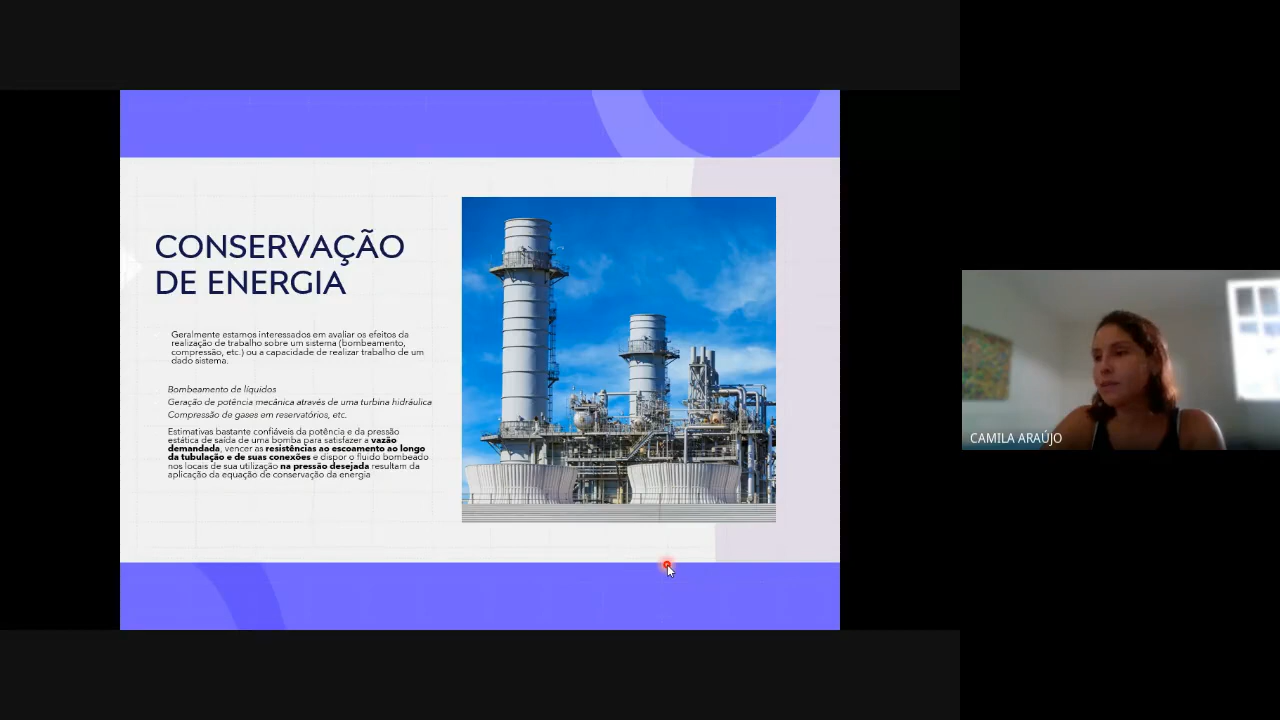 CONSERVAÇÃO
DE ENERGIA
Geralmente estamos interessados em avaliar os efeitos da
realização de trabalho sobre um sistema (bombeamento,
compressão, etc.) ou a capacidade de realizar trabalho de um
dado sistema.
Bombeamento de líquidos
Geração de potência mecânica através de uma turbina hidráulica
Compressão de gases em reservatórios, etc.
Estimativas bastante confiáveis da potência e da pressão
estática de saída de uma bomba para satisfazer a vazão
demandada, vencer as resistências ao escoamento ao longo
da tubulação e de suas conexões e dispor o fluido bombeado
nos locais de sua utilização na pressão desejada resultam da
aplicação da equação de conservação da energia
CAMILA ARAÚJO